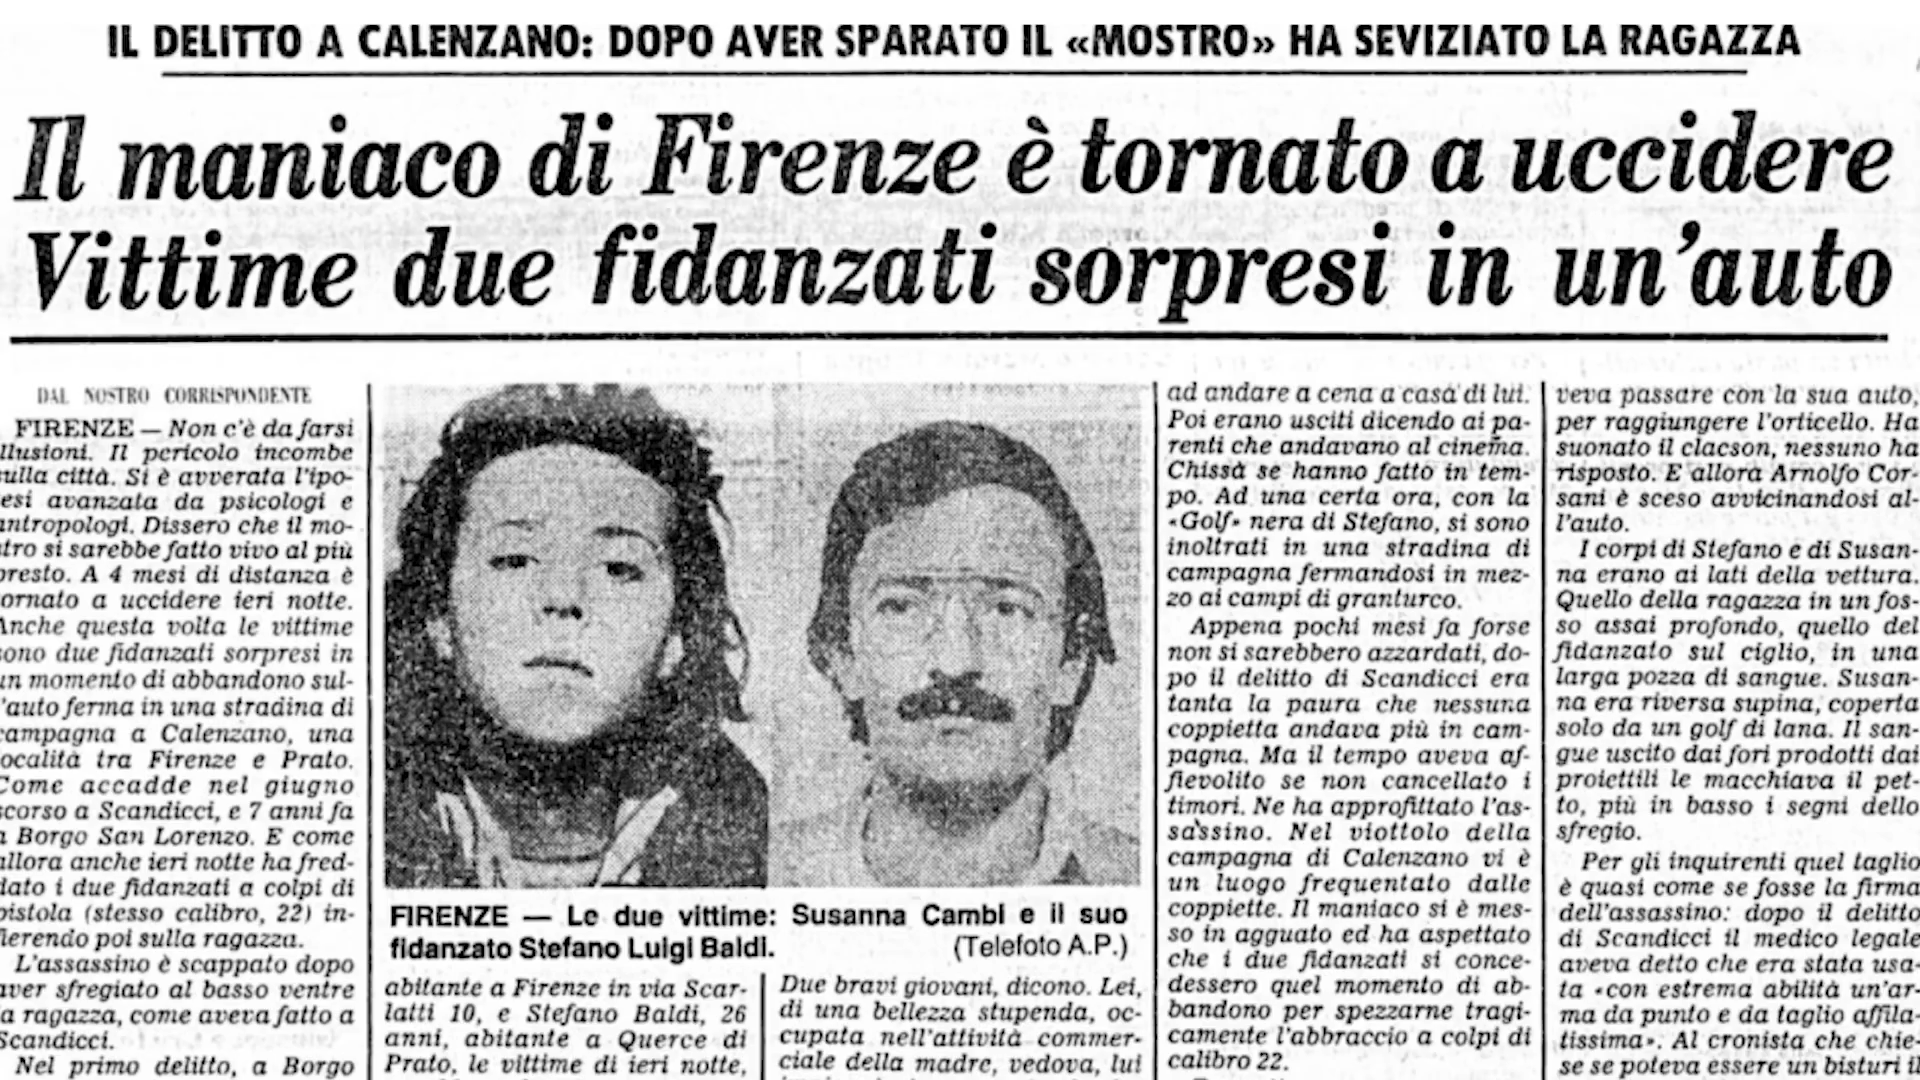 IL DELITTO A CALENZANO: DOPO AVER SPARATO IL «MOSTRO» HA SEVIZIATO LA RAGAZZA
Il maniaco di Firenze è tornato a uccidere
Vittime due fidanzati sorpresi in un'auto
DAL NOSTRO CORRISPONDENTE
FIRENZE — Non c'è da farsi
llusioni. Il pericolo incombe
sulla città. Si è avverata l'ipo-
esi avanzata da psicologi e
antropologi. Dissero che il mo-
stro si sarebbe fatto vivo al più
presto. A 4 mesi di distanza è
ornato a uccidere ieri notte.
Anche questa volta le vittime
sono due fidanzati sorpresi in
un momento di abbandono sul-
l'auto ferma in una stradina di
campagna a Calenzano, una
località tra Firenze e Prato.
Come accadde nel giugno
scorso a Scandicci, e 7 anni fa
a Borgo San Lorenzo. E come
allora anche ieri notte ha fred-
dato i due fidanzati a colpi di
pistola (stesso calibro, 22) in-
fierendo poi sulla ragazza.
L'assassino è scappato dopo
aver sfregiato al basso ventre
la ragazza, come aveva fatto a
Scandicci.
Nel primo delitto, a Borgo
FIRENZE — Le due vittime: Susanna Cambi e il suo
fidanzato Stefano Luigi Baldi. (Telefoto A.P.)
abitante a Firenze in via Scar-
latti 10, e Stefano Baldi, 26
anni, abitante a Querce di
Prato, le vittime di ieri notte,
Due bravi giovani, dicono. Lei,
di una bellezza stupenda, oc-
cupata nell'attività commer-
ciale della madre, vedova, lui
ad andare a cena a casa di lui.
Poi erano usciti dicendo ai pa-
renti che andavano al cinema.
Chissà se hanno fatto in tem-
po. Ad una certa ora, con la
«Golf» nera di Stefano, si sono
inoltrati in una stradina di
campagna fermandosi in mez-
zo ai campi di granturco.
Appena pochi mesi fa forse
non si sarebbero azzardati, do-
po il delitto di Scandicci era
tanta la paura che nessuna
coppietta andava più in cam-
pagna. Ma il tempo aveva af-
fievolito se non cancellato i
timori. Ne ha approfittato l'as-
sassino. Nel viottolo della
campagna di Calenzano vi è
un luogo frequentato dalle
coppiette. Il maniaco si è mes-
so in agguato ed ha aspettato
che i due fidanzati si conce-
dessero quel momento di ab-
bandono per spezzarne tragi-
camente l'abbraccio a colpi di
calibro 22.
veva passare con la sua auto,
per raggiungere l'orticello. Ha
suonato il clacson, nessuno ha
risposto. E allora Arnolfo Cor-
sani è sceso avvicinandosi al-
l'auto.
I corpi di Stefano e di Susan-
na erano ai lati della vettura.
Quello della ragazza in un fos-
so assai profondo, quello del
fidanzato sul ciglio, in una
larga pozza di sangue. Susan-
na era riversa supina, coperta
solo da un golf di lana. Il san-
gue uscito dai fori prodotti dai
proiettili le macchiava il pet-
to, più in basso i segni dello
sfregio.
Per gli inquirenti quel taglio
è quasi come se fosse la firma
dell'assassino: dopo il delitto
di Scandicci il medico legale
aveva detto che era stata usa-
ta «con estrema abilità un'ar-
ma da punto e da taglio affila-
tissima». Al cronista che chie-
se se poteva essere un bisturi il